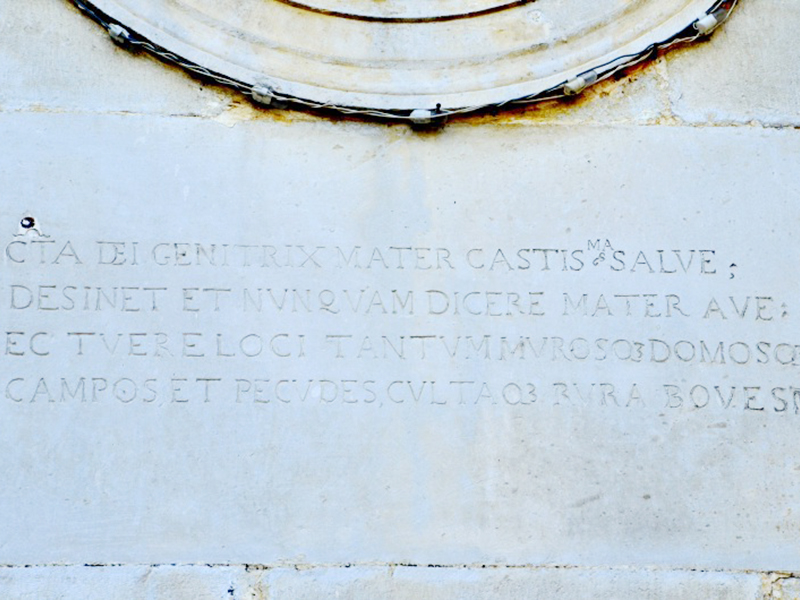 CTA DEI GENITRIX MATER CASTISMA SALVE;
DESINET ET NVNQVAM DICERE MATER AVE:
EC TVERE LOCI TANTVM MVROSQ3 DOMOSQ3
CAMPOS, ET PECVDES, CVLTAQ3 RVRA BOVESQ3